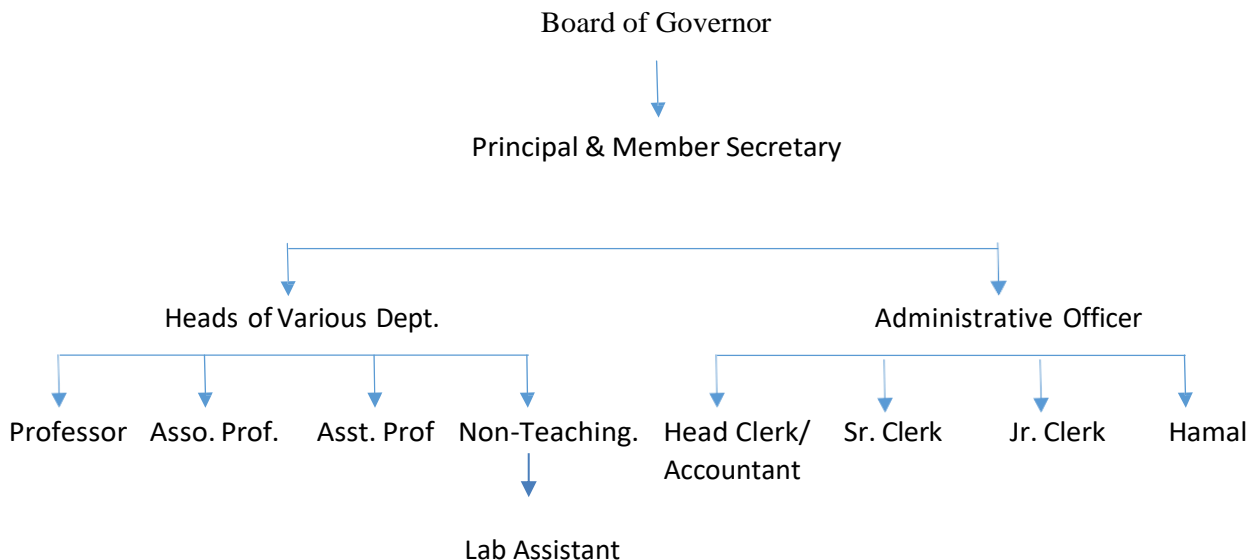 Board of Governor
Principal & Member Secretary
Heads of Various Dept.
Administrative Officer
Professor
Asso. Prof.
Asst. Prof
Non-Teaching.
Head Clerk/
Accountant
Sr. Clerk
Jr. Clerk
Hamal
Lab Assistant